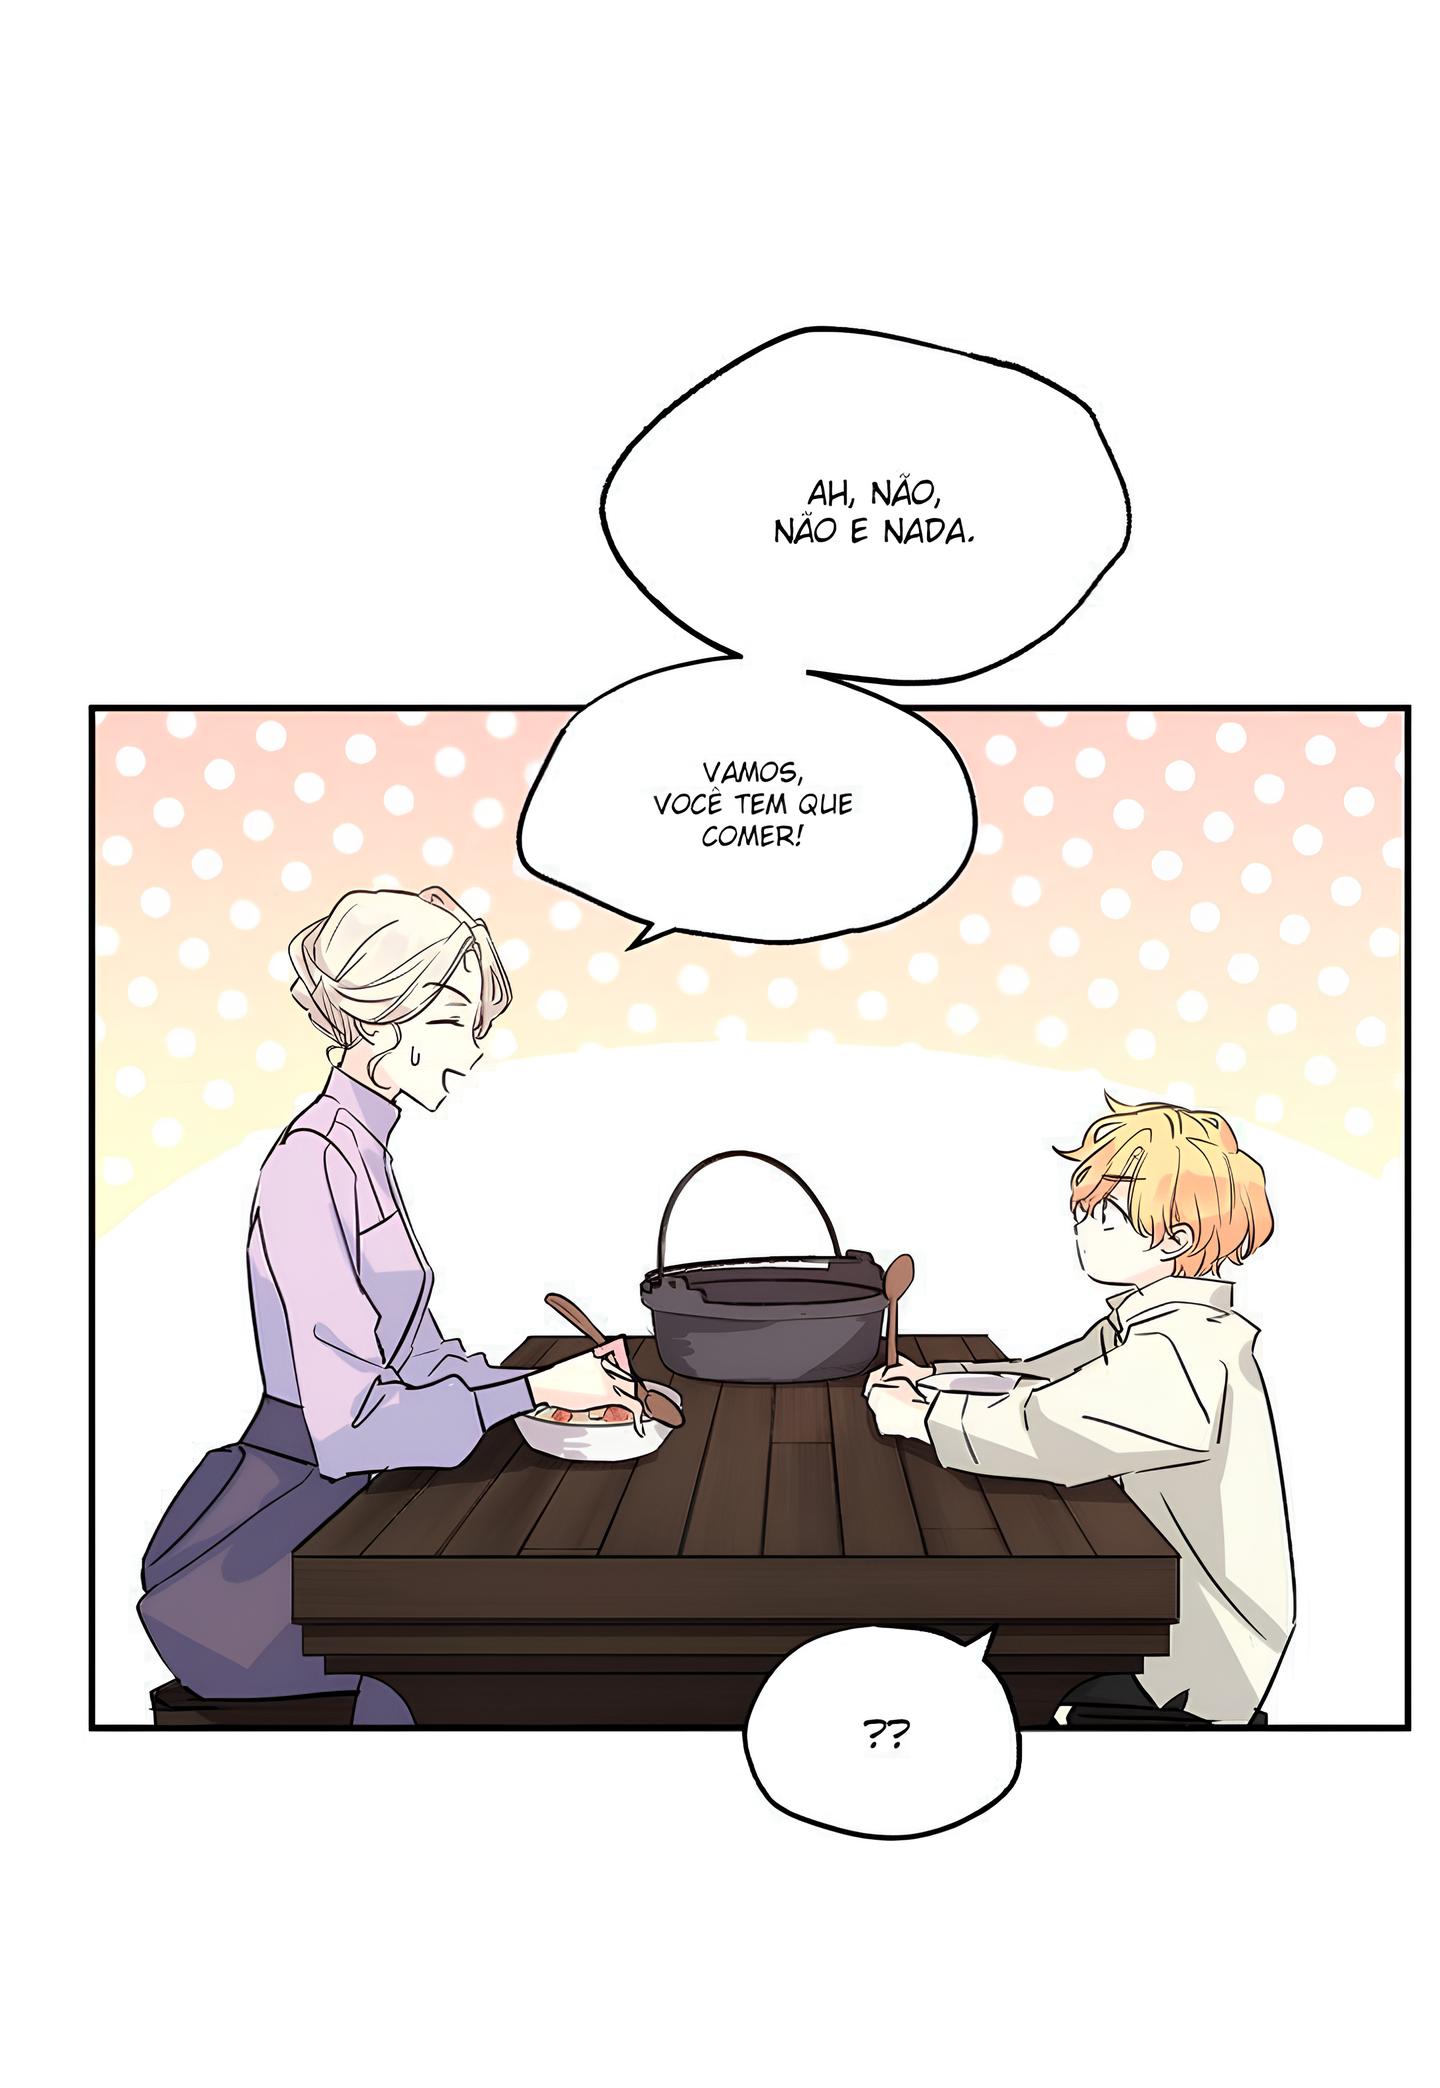 AH, NÃO,
NÃO E NADA.
VAMOS,
VOCÊ TEM QUE
COMER!
??